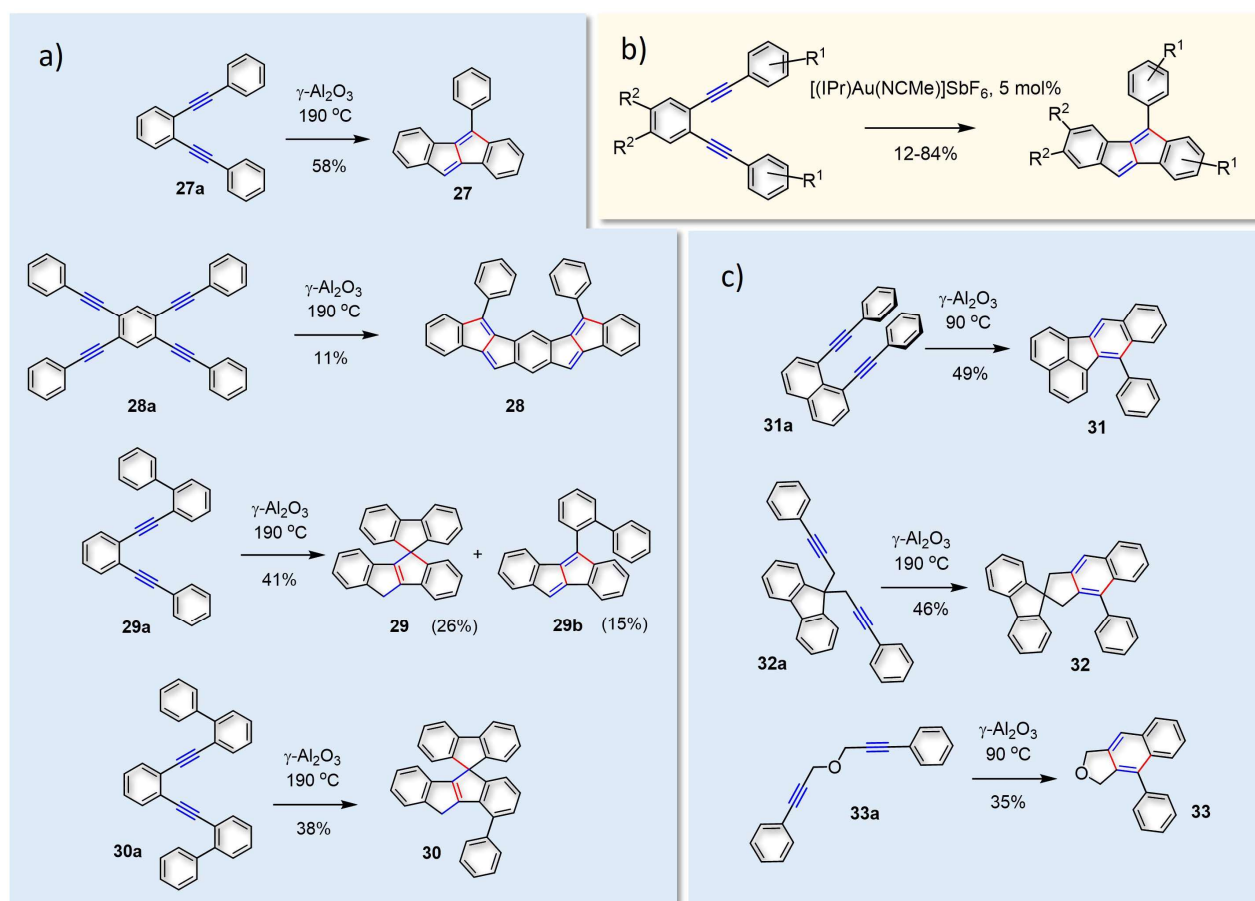 a)
γ-Al2O3
190 °C
58%
27a
27
γ-Al2O3
190 °C
11%
28a
28
γ-Al2O3
190 °C
41%
+
29a
29 (26%)
29b (15%)
γ-Al2O3
190 °C
38%
30a
30
b)
R1
R2
R2
R1
[(IPr)Au(NCMe)]SbF6, 5 mol%
12-84%
R1
R2
R2
R1
c)
γ-Al2O3
90 °C
49%
31a
31
γ-Al2O3
190 °C
46%
32a
32
O
γ-Al2O3
90 °C
35%
33a
O
33